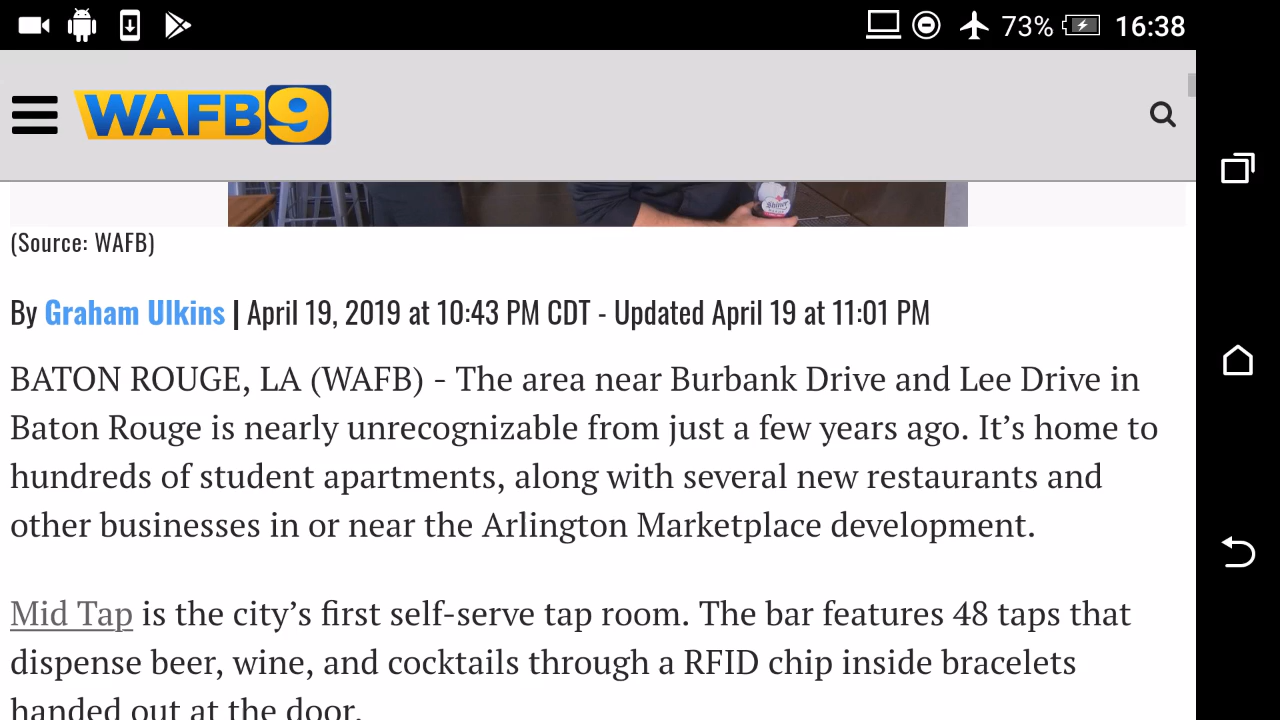 73% 16:38
WAFB9
Shiner
(Source: WAFB)
By Graham Ulkins | April 19, 2019 at 10:43 PM CDT - Updated April 19 at 11:01 PM
BATON ROUGE, LA (WAFB) - The area near Burbank Drive and Lee Drive in
Baton Rouge is nearly unrecognizable from just a few years ago. It’s home to
hundreds of student apartments, along with several new restaurants and
other businesses in or near the Arlington Marketplace development.
Mid Tap is the city’s first self-serve tap room. The bar features 48 taps that
dispense beer, wine, and cocktails through a RFID chip inside bracelets
handed out at the door.